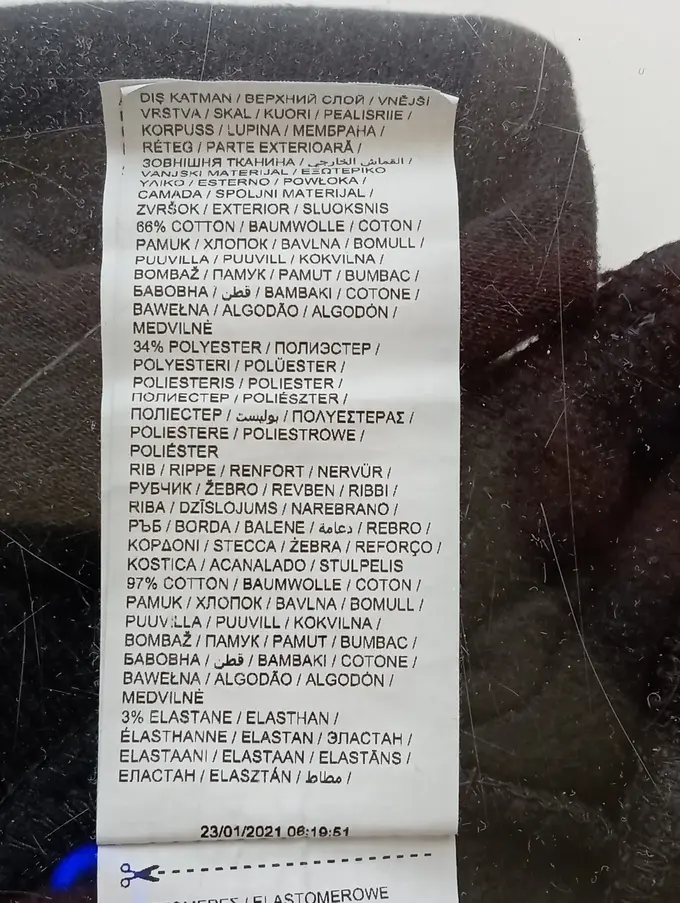 DIŞ KATMAN / ВЕРХНИЙ СЛОЙ / VNĚJŠÍ
VRSTVA / SKAL / KUORI / PEALISRIIE /
KORPUSS / LUPINA / МЕМБРАНА /
RÉTEG / PARTE EXTERIOARĂ /
ЗОВНІШНЯ ТКАНИНА / القماش الخارجي /
VANJSKI MATERIJAL / ΕΞΩΤΕΡΙΚΟ
ΥΛΙΚΟ / ESTERNO / POWŁOKA /
CAMADA / SPOLJNI MATERIJAL /
ZVRŠOK / EXTERIOR / SLUOKSNIS
66% COTTON / BAUMWOLLE / COTON /
PAMUK / ХЛОПОК / BAVLNA / BOMULL /
PUUVILLA / PUUVILL / KOKVILNA /
BOMBAŽ / ПАМУК / PAMUT / BUMBAC /
БАВОВНА / قطن / BAMBAKI / COTONE /
BAWEŁNA / ALGODÃO / ALGODÓN /
MEDVILNĖ
34% POLYESTER / ПОЛИЭСТЕР /
POLYESTERI / POLÜESTER /
POLIESTERIS / POLIESTER /
ПОЛИЕСТЕР / POLIÉSZTER /
ПОЛІЕСТЕР / بوليست / ΠΟΛΥΕΣΤΕΡΑΣ /
POLIESTERE / POLIESTROWE /
POLIÉSTER
RIB / RIPPE / RENFORT / NERVÜR /
РУБЧИК / ŽEBRO / REVBEN / RIBBI /
RIBA / DZĪSLOJUMS / NAREBRANO /
РЪБ / BORDA / BALENE / دعامة / REBRO /
ΚΟΡΔΟΝΙ / STECCA / ŻEBRA / REFORÇO /
KOSTICA / ACANALADO / STULPELIS
97% COTTON / BAUMWOLLE / COTON /
PAMUK / ХЛОПОК / BAVLNA / BOMULL /
PUUVILLA / PUUVILL / KOKVILNA /
BOMBAŽ / ПАМУК / PAMUT / BUMBAC /
БАВОВНА / قطن / BAMBAKI / COTONE /
BAWEŁNA / ALGODÃO / ALGODÓN /
MEDVILNĖ
3% ELASTANE / ELASTHAN /
ÉLASTHANNE / ELASTAN / ЭЛАСТАН /
ELASTAANI / ELASTAAN / ELASTĀNS /
ЕЛАСТАН / ELASZTÁN / مطاط /
23/01/2021 06:19:51
/ ELASTOMEROWE